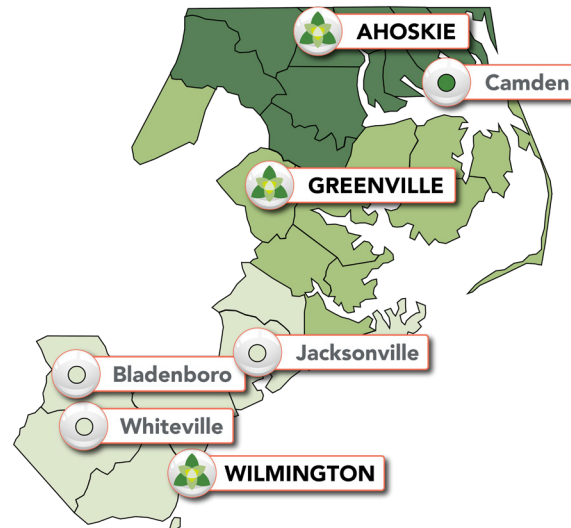 AHOSKIE
Camden
GREENVILLE
Jacksonville
Bladenboro
Whiteville
WILMINGTON